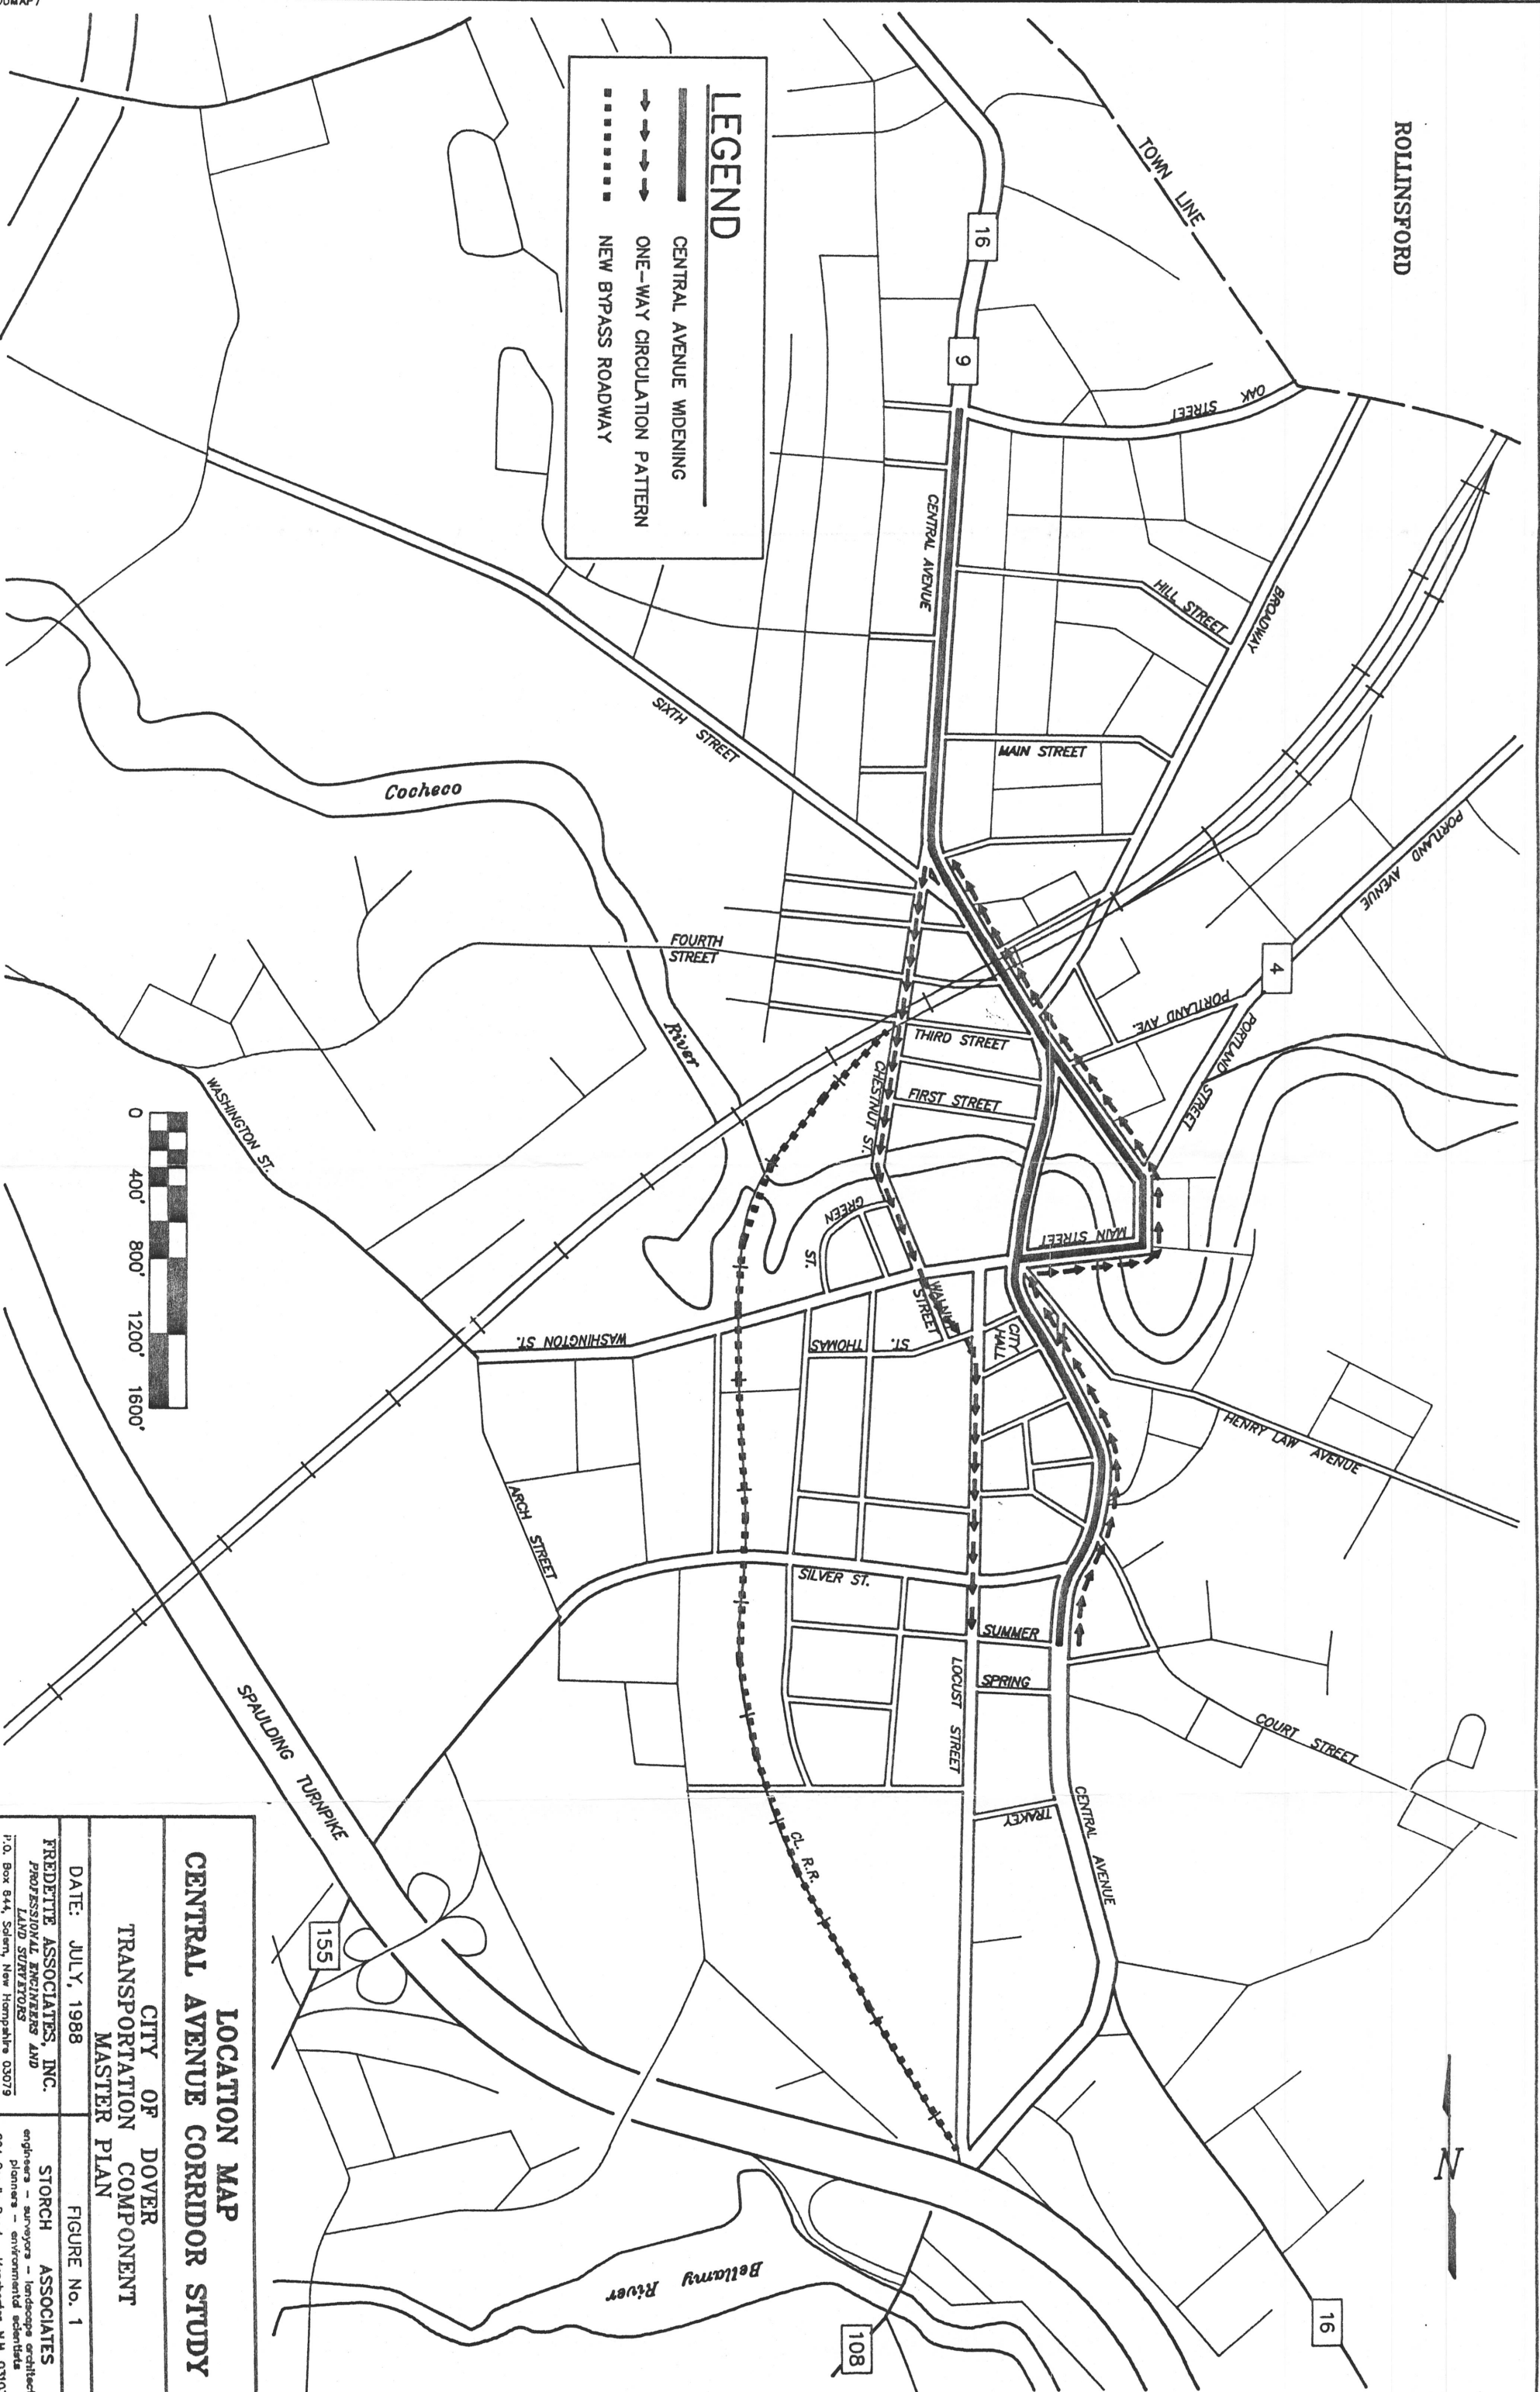 ROLLINSFORD
TOWN LINE
LEGEND
CENTRAL AVENUE WIDENING
ONE-WAY CIRCULATION PATTERN
NEW BYPASS ROADWAY
16
9
OAK STREET
CENTRAL AVENUE
HILL STREET
BROADWAY
SIXTH STREET
MAIN STREET
Cocheco
PORTLAND AVENUE
FOURTH
STREET
4
PORTLAND AVE.
PORTLAND STREET
River
THIRD STREET
CHESTNUT ST.
FIRST STREET
WASHINGTON ST.
0 400' 800' 1200' 1600'
GREEN ST.
MAIN STREET
WALNUT
STREET
CITY
HALL
WASHINGTON ST.
THOMAS ST.
HENRY LAW AVENUE
ARCH STREET
SILVER ST.
SUMMER
LOCUST STREET
SPRING
COURT STREET
SPAULDING TURNPIKE
TRAKEY
CENTRAL AVENUE
CL. R.R.
155
N
Bellamy River
108
16
LOCATION MAP
CENTRAL AVENUE CORRIDOR STUDY
CITY OF DOVER
TRANSPORTATION COMPONENT
MASTER PLAN
DATE: JULY, 1988
FIGURE No. 1
FREDETTE ASSOCIATES, INC.
PROFESSIONAL ENGINEERS AND
LAND SURVEYORS
P.O. Box 844, Salem, New Hampshire 03079
STORCH ASSOCIATES
engineers - surveyors - landscape architects
planners - environmental scientists